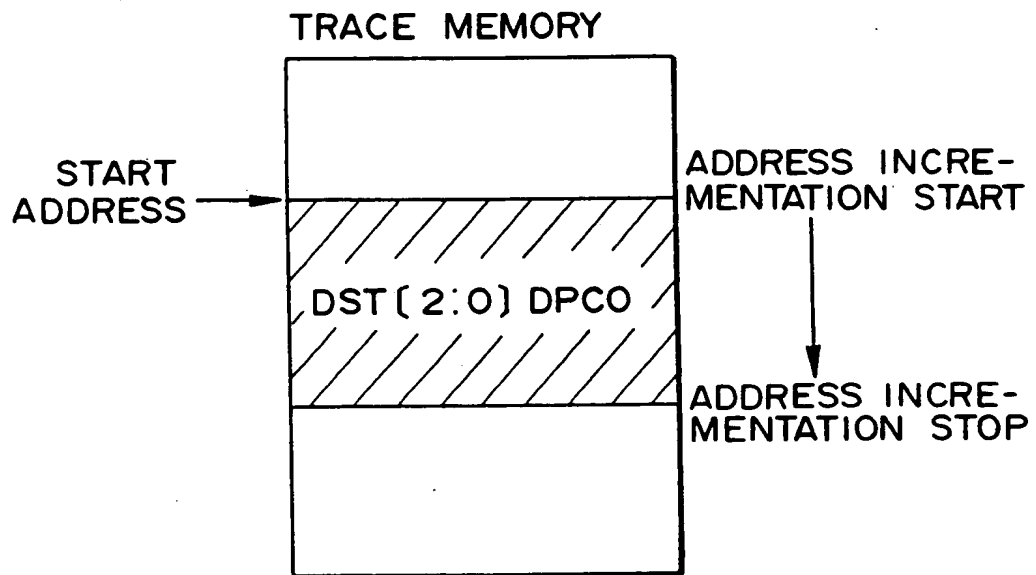 TRACE MEMORY
START
ADDRESS
ADDRESS INCRE-
MENTATION START
DST(2:0) DPCO
ADDRESS INCRE-
MENTATION STOP